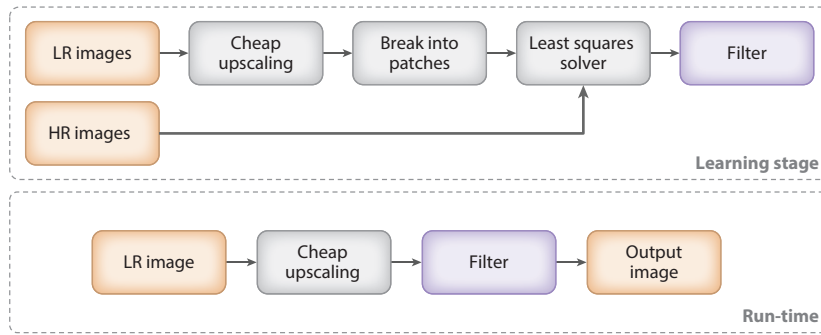 LR images
Cheap
upscaling
Break into
patches
Least squares
solver
Filter
HR images
Learning stage
LR image
Cheap
upscaling
Filter
Output
image
Run-time